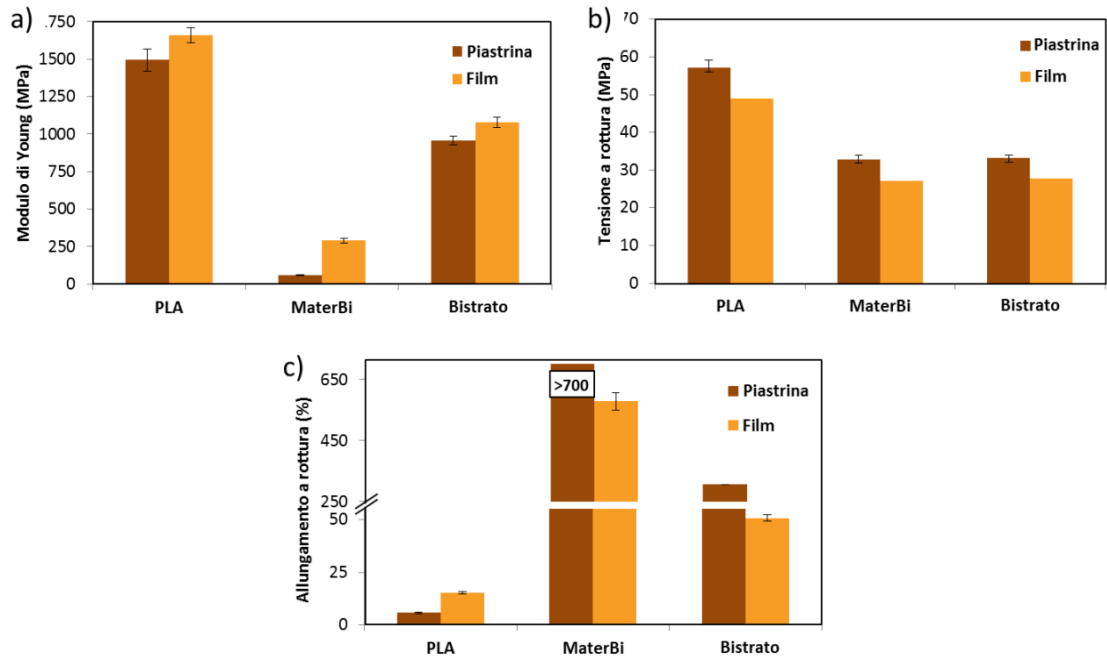 a)
.750
1500
1250
1000
750
500
250
0
Modulo di Young (MPa)
Piastrina
Film
PLA
MaterBi
Bistrato
b)
70
60
50
40
30
20
10
0
Tensione a rottura (MPa)
Piastrina
Film
PLA
MaterBi
Bistrato
c)
650
450
250
50
25
0
Allungamento a rottura (%)
>700
Piastrina
Film
PLA
MaterBi
Bistrato